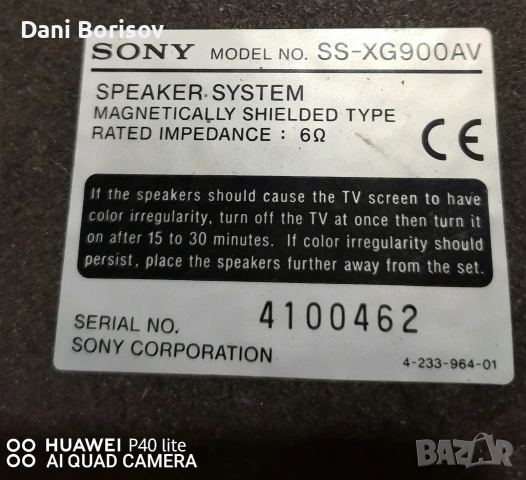 Dani Borisov
SONY MODEL NO. SS-XG900AV
SPEAKER SYSTEM
MAGNETICALLY SHIELDED TYPE
RATED IMPEDANCE : 6Ω
CE
If the speakers should cause the TV screen to have
color irregularity, turn off the TV at once then turn it
on after 15 to 30 minutes. If color irregularity should
persist, place the speakers further away from the set.
SERIAL NO. 4100462
SONY CORPORATION
4-233-964-01
HUAWEI P40 lite
AI QUAD CAMERA
BAZAR